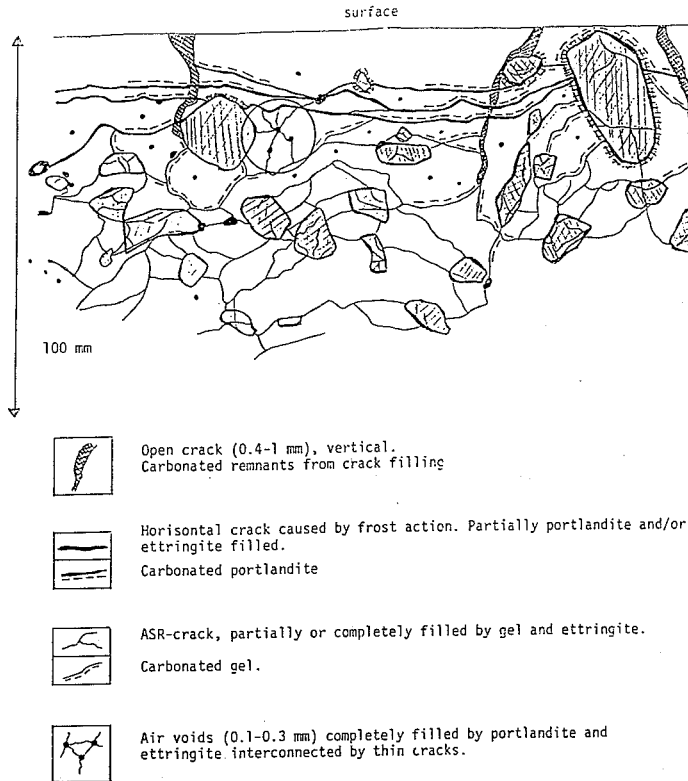 surface
100 mm
Open crack (0.4-1 mm), vertical.
Carbonated remnants from crack filling
Horisontal crack caused by frost action. Partially portlandite and/or
ettringite filled.
Carbonated portlandite
ASR-crack, partially or completely filled by gel and ettringite.
Carbonated gel.
Air voids (0.1-0.3 mm) completely filled by portlandite and
ettringite interconnected by thin cracks.